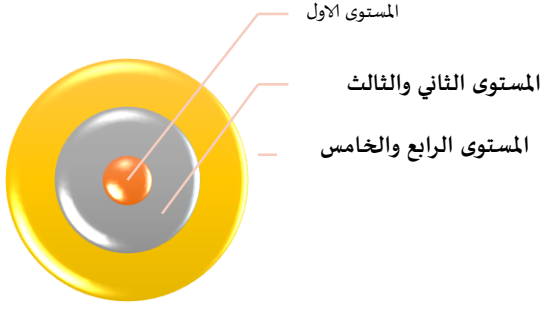 المستوى الاول
المستوى الثاني والثالث
المستوى الرابع والخامس